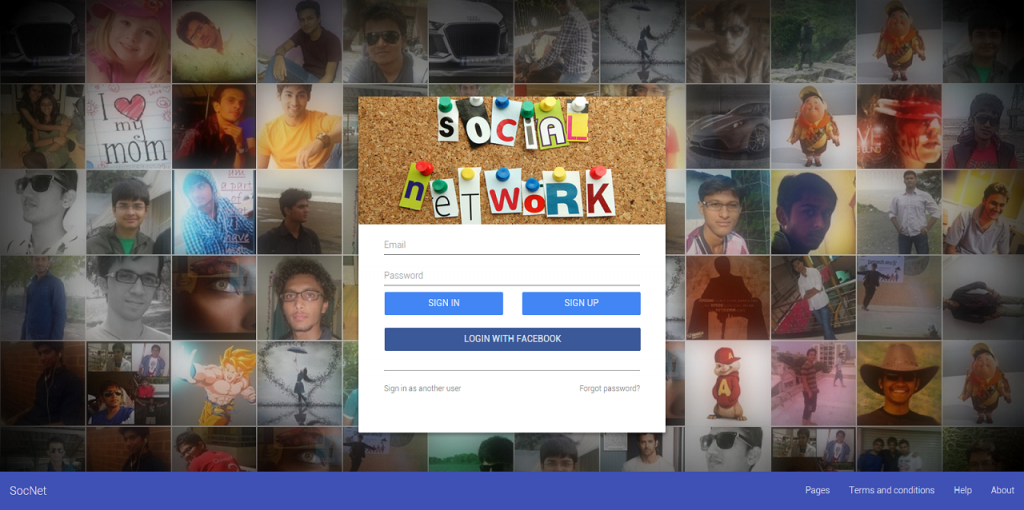 I ❤ my
mom
SOCIAL
neTWoRK
Email
Password
SIGN IN
SIGN UP
LOGIN WITH FACEBOOK
Sign in as another user
Forgot password?
A
SocNet
Pages
Terms and conditions
Help
About